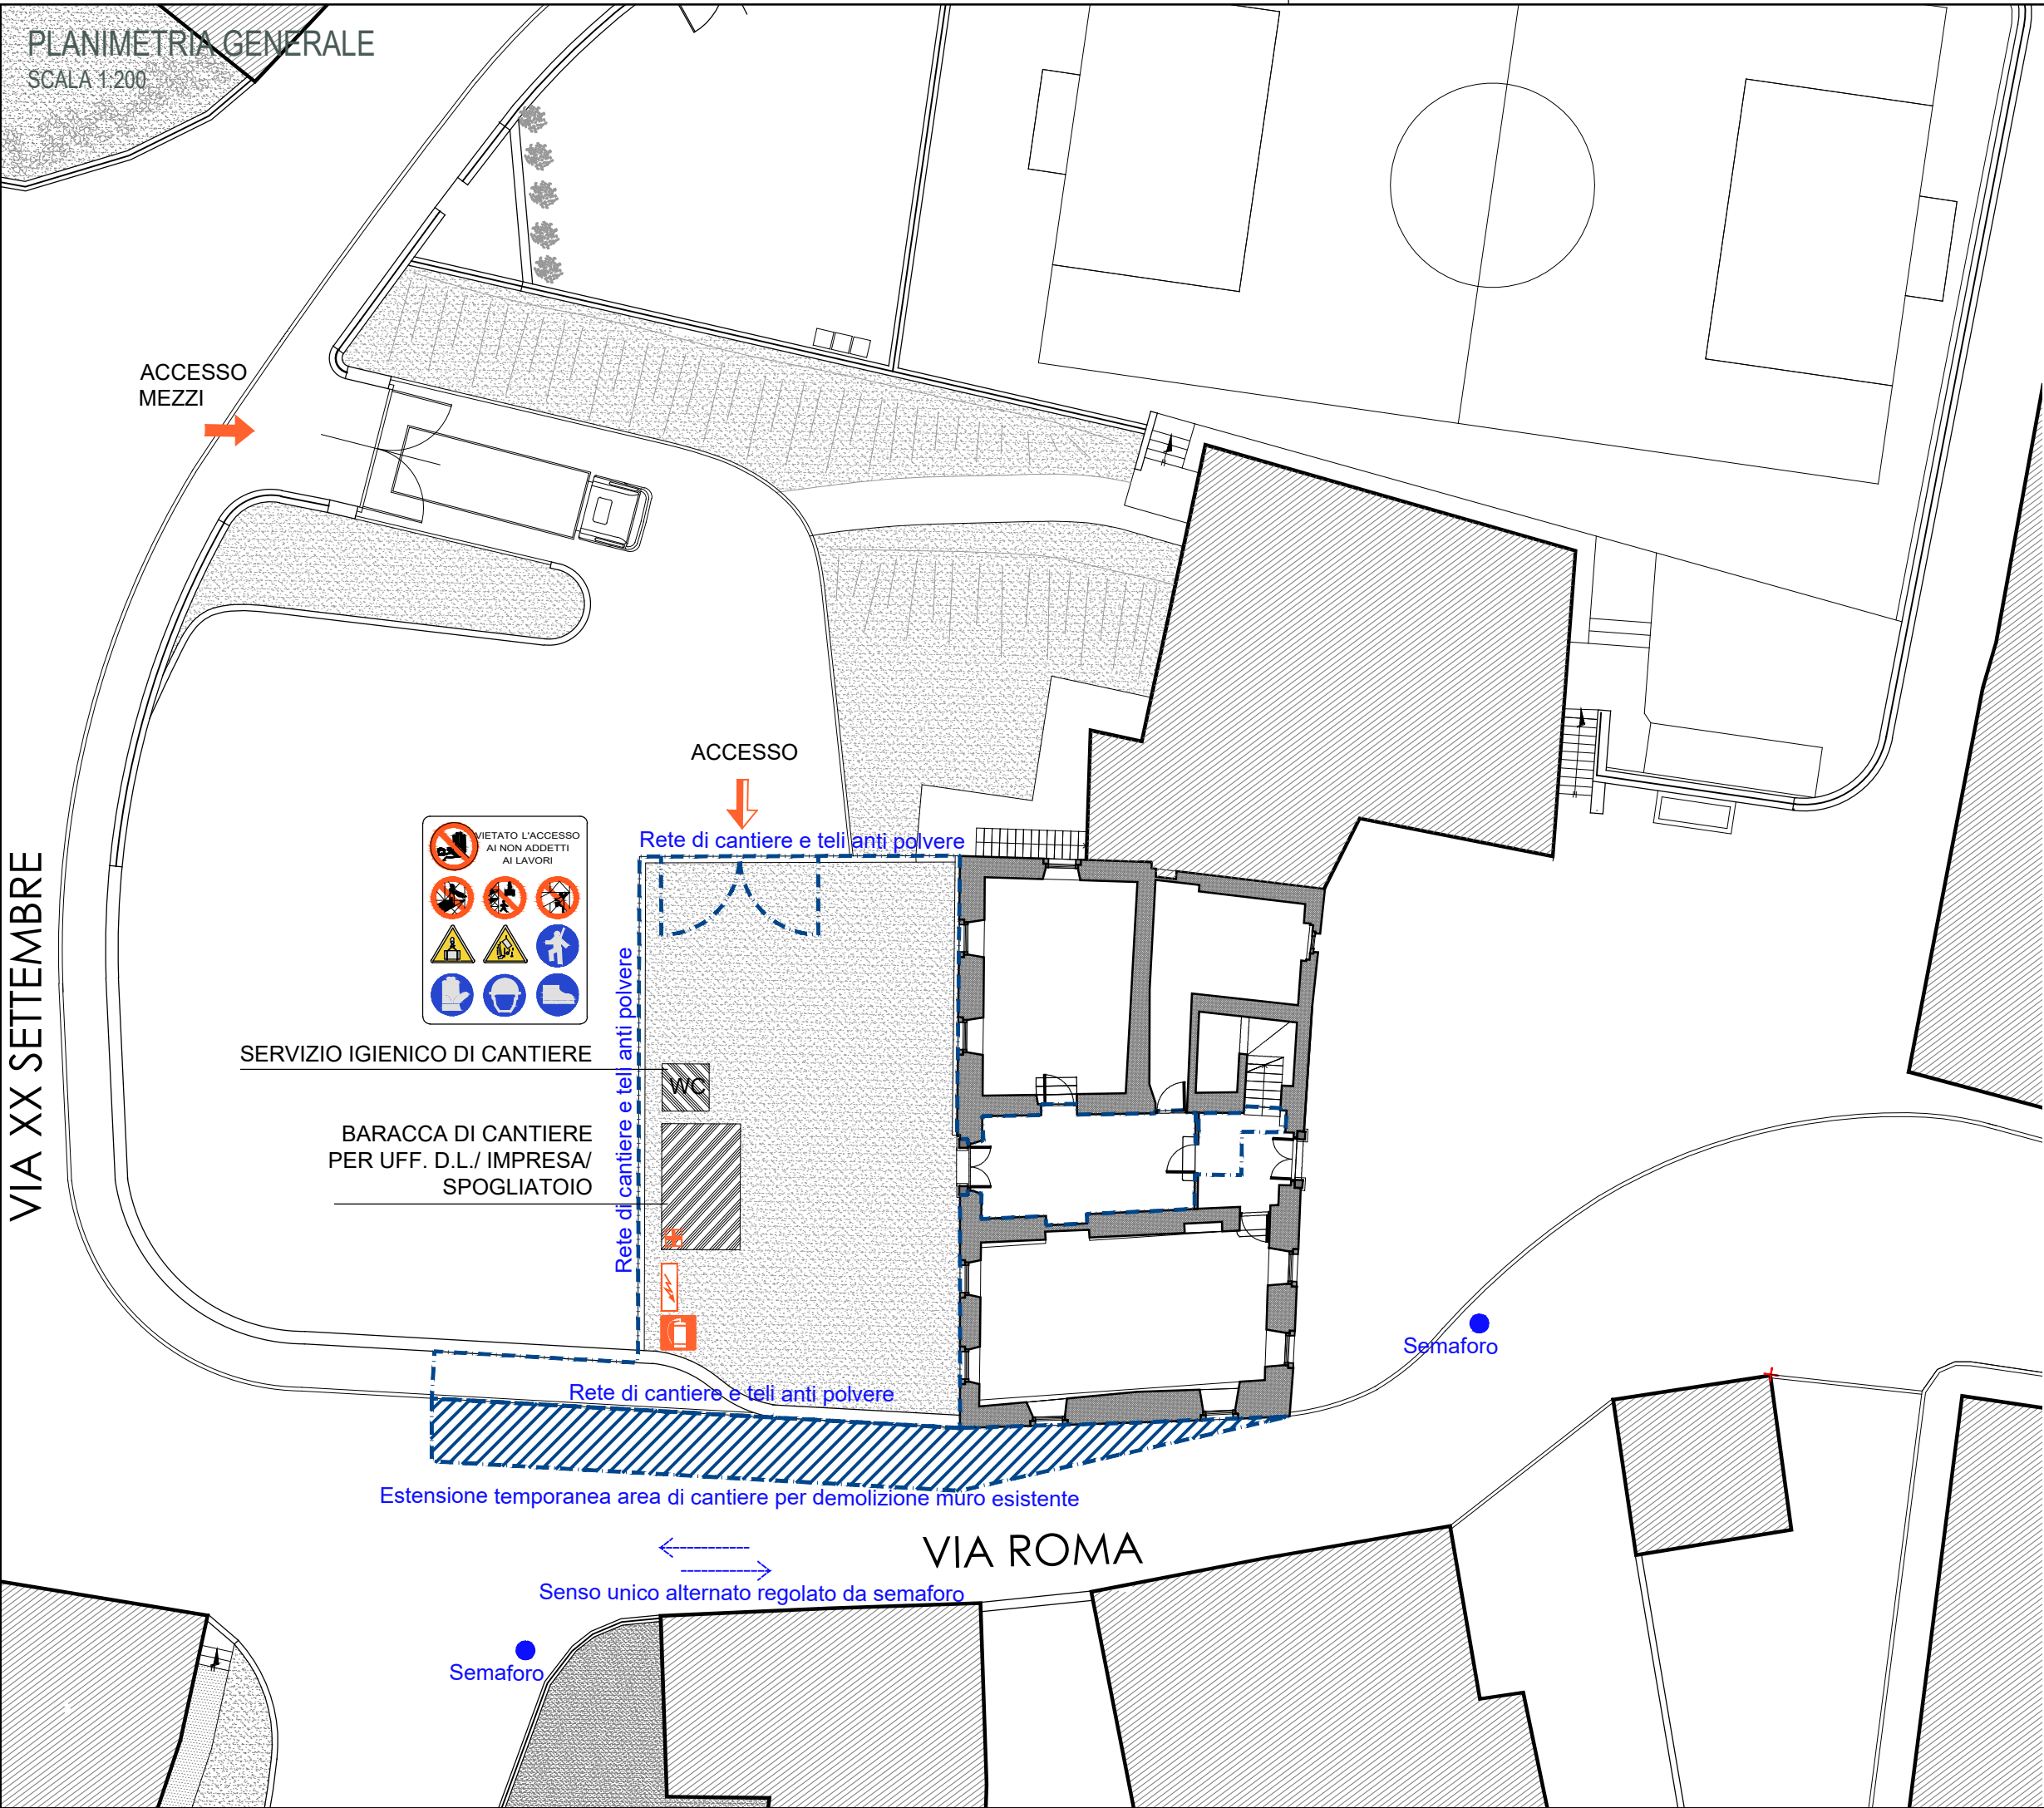 PLANIMETRIA GENERALE
SCALA 1:200
ACCESSO
MEZZI
ACCESSO
Rete di cantiere e teli anti polvere
VIETATO L'ACCESSO
AI NON ADDETTI
AI LAVORI
Rete di cantiere e teli anti polvere
VIA XX SETTEMBRE
SERVIZIO IGIENICO DI CANTIERE
WC
BARACCA DI CANTIERE
PER UFF. D.L./ IMPRESA/
SPOGLIATOIO
Semaforo
Rete di cantiere e teli anti polvere
Estensione temporanea area di cantiere per demolizione muro esistente
VIA ROMA
Senso unico alternato regolato da semaforo
Semaforo